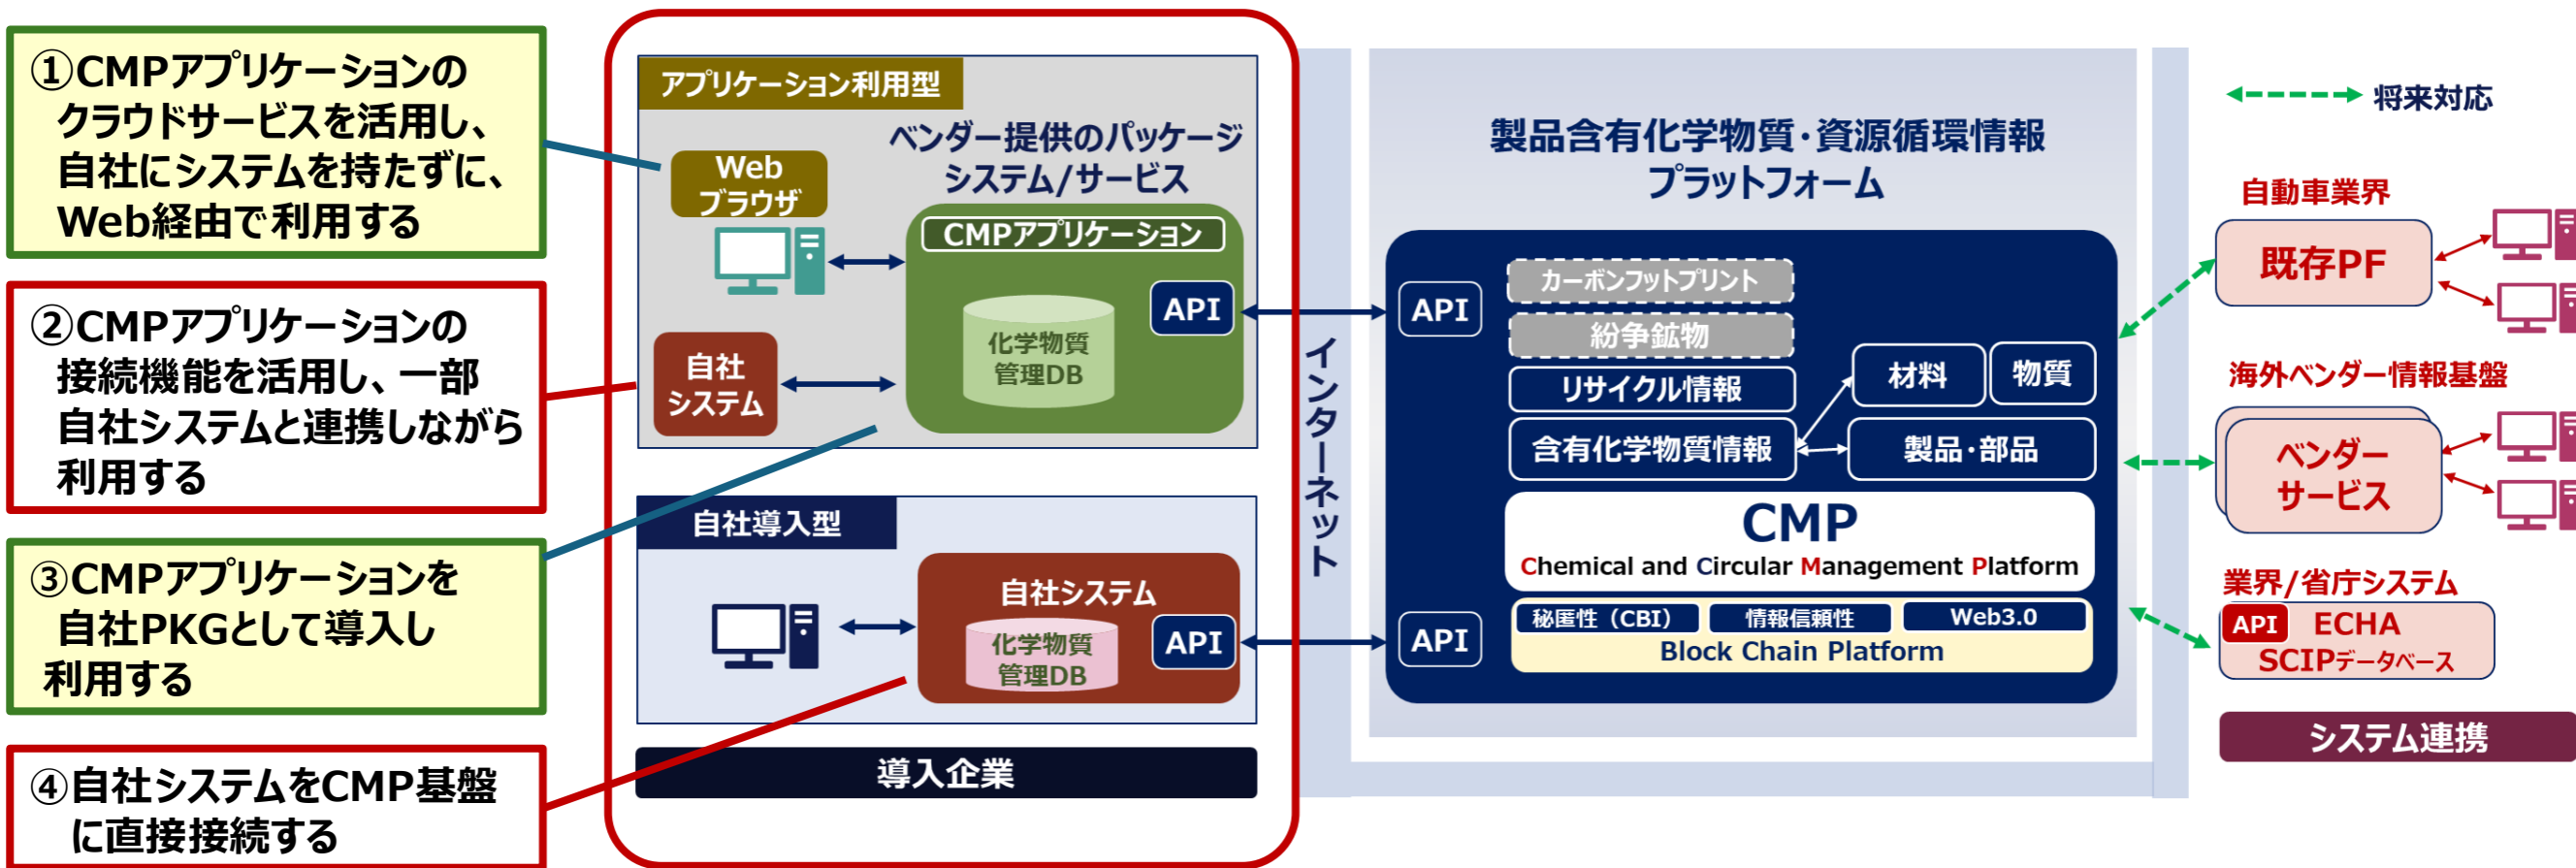 ①CMPアプリケーションの
クラウドサービスを活用し、
自社にシステムを持たずに、
Web経由で利用する
②CMPアプリケーションの
接続機能を活用し、一部
自社システムと連携しながら
利用する
③CMPアプリケーションを
自社PKGとして導入し
利用する
④自社システムをCMP基盤
に直接接続する
アプリケーション利用型
ベンダー提供のパッケージ
システム/サービス
Web
ブラウザ
CMPアプリケーション
API
化学物質
管理DB
自社
システム
自社導入型
自社システム
化学物質
管理DB
API
導入企業
インターネット
製品含有化学物質・資源循環情報
プラットフォーム
API
カーボンフットプリント
紛争鉱物
リサイクル情報
材料
物質
含有化学物質情報
製品・部品
CMP
Chemical and Circular Management Platform
API
秘匿性（CBI）
情報信頼性
Web3.0
Block Chain Platform
将来対応
自動車業界
既存PF
海外ベンダー情報基盤
ベンダー
サービス
業界/省庁システム
API
ECHA
SCIPデータベース
システム連携